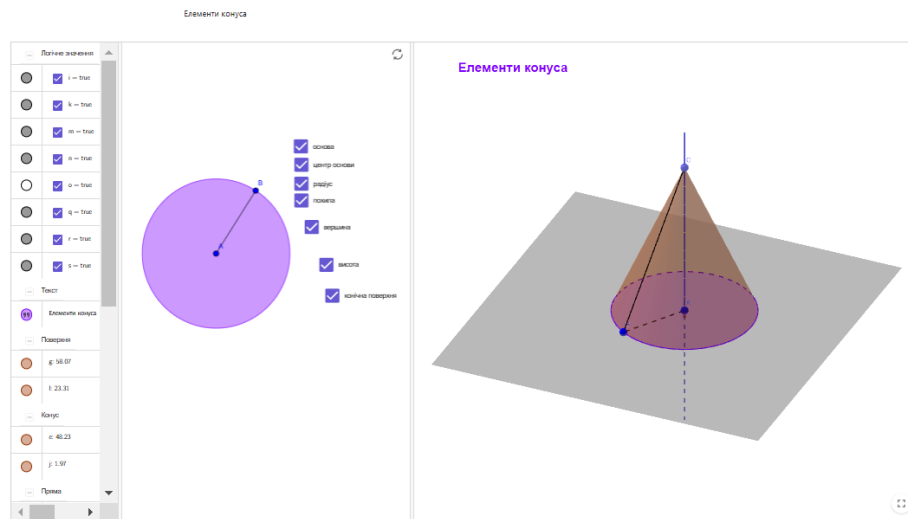 Елементи конуса
Логічне значення
i = true
k = true
m = true
n = true
o = true
q = true
r = true
s = true
Текст
Елементи конуса
Поверхня
g: 58.07
l: 23.31
Конус
e: 48.23
j: 1.97
Пряма
B
A
основа
центр основи
радіус
похила
вершина
висота
конічна поверхня
Елементи конуса
C